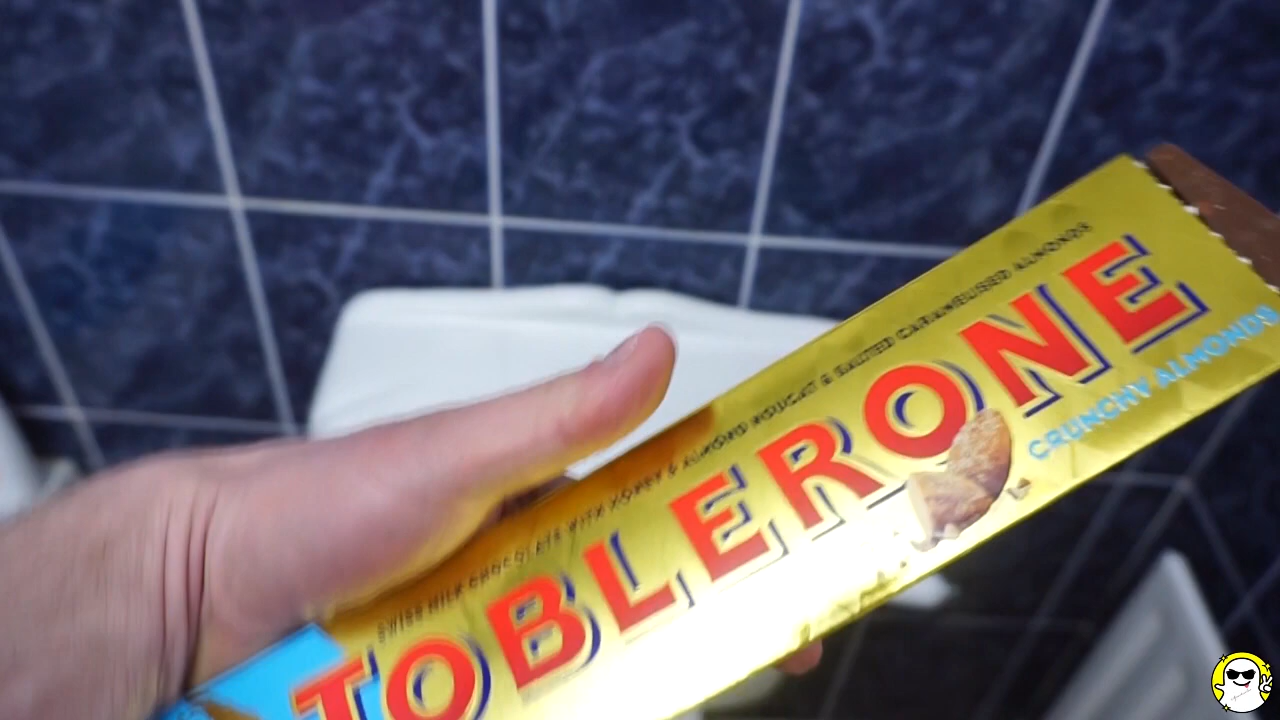 SWISS MILK CHOCOLATE WITH HONEY & ALMOND NOUGAT & SALTED CARAMELISED ALMONDS
TOBLERONE
CRUNCHY ALMONDS